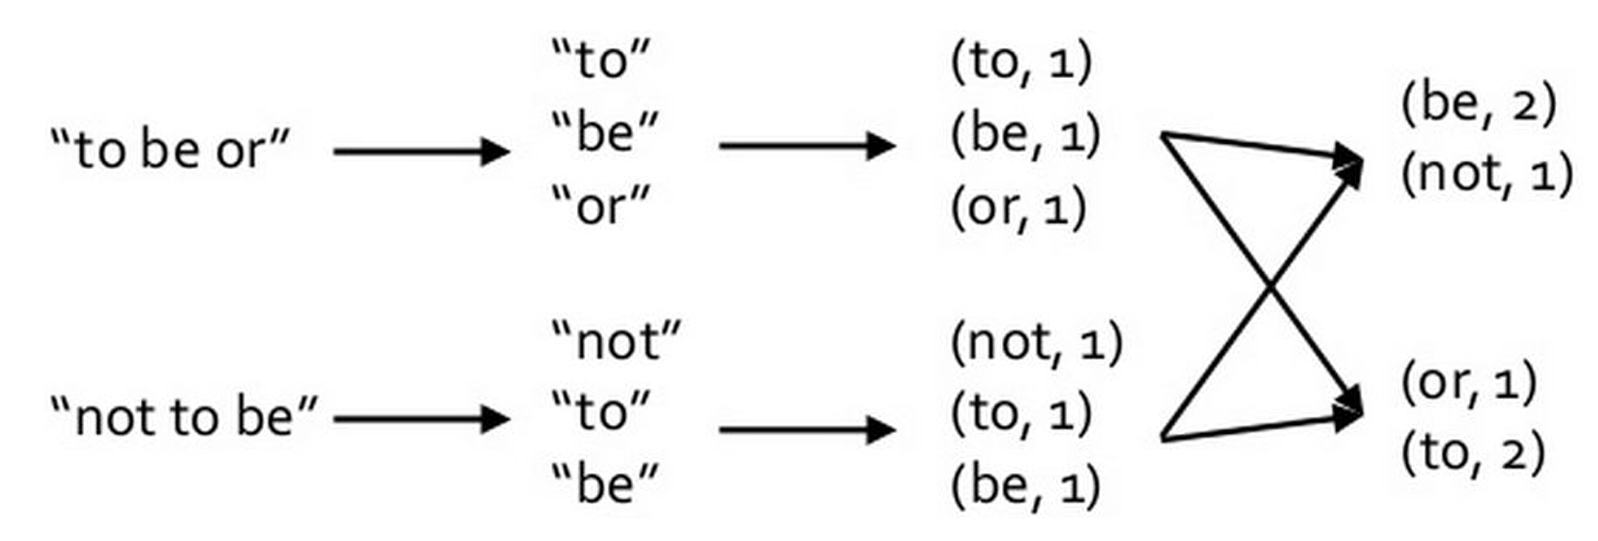 “to be or”
“to”
“be”
“or”
(to, 1)
(be, 1)
(or, 1)
(be, 2)
(not, 1)
“not to be”
“not”
“to”
“be”
(not, 1)
(to, 1)
(be, 1)
(or, 1)
(to, 2)